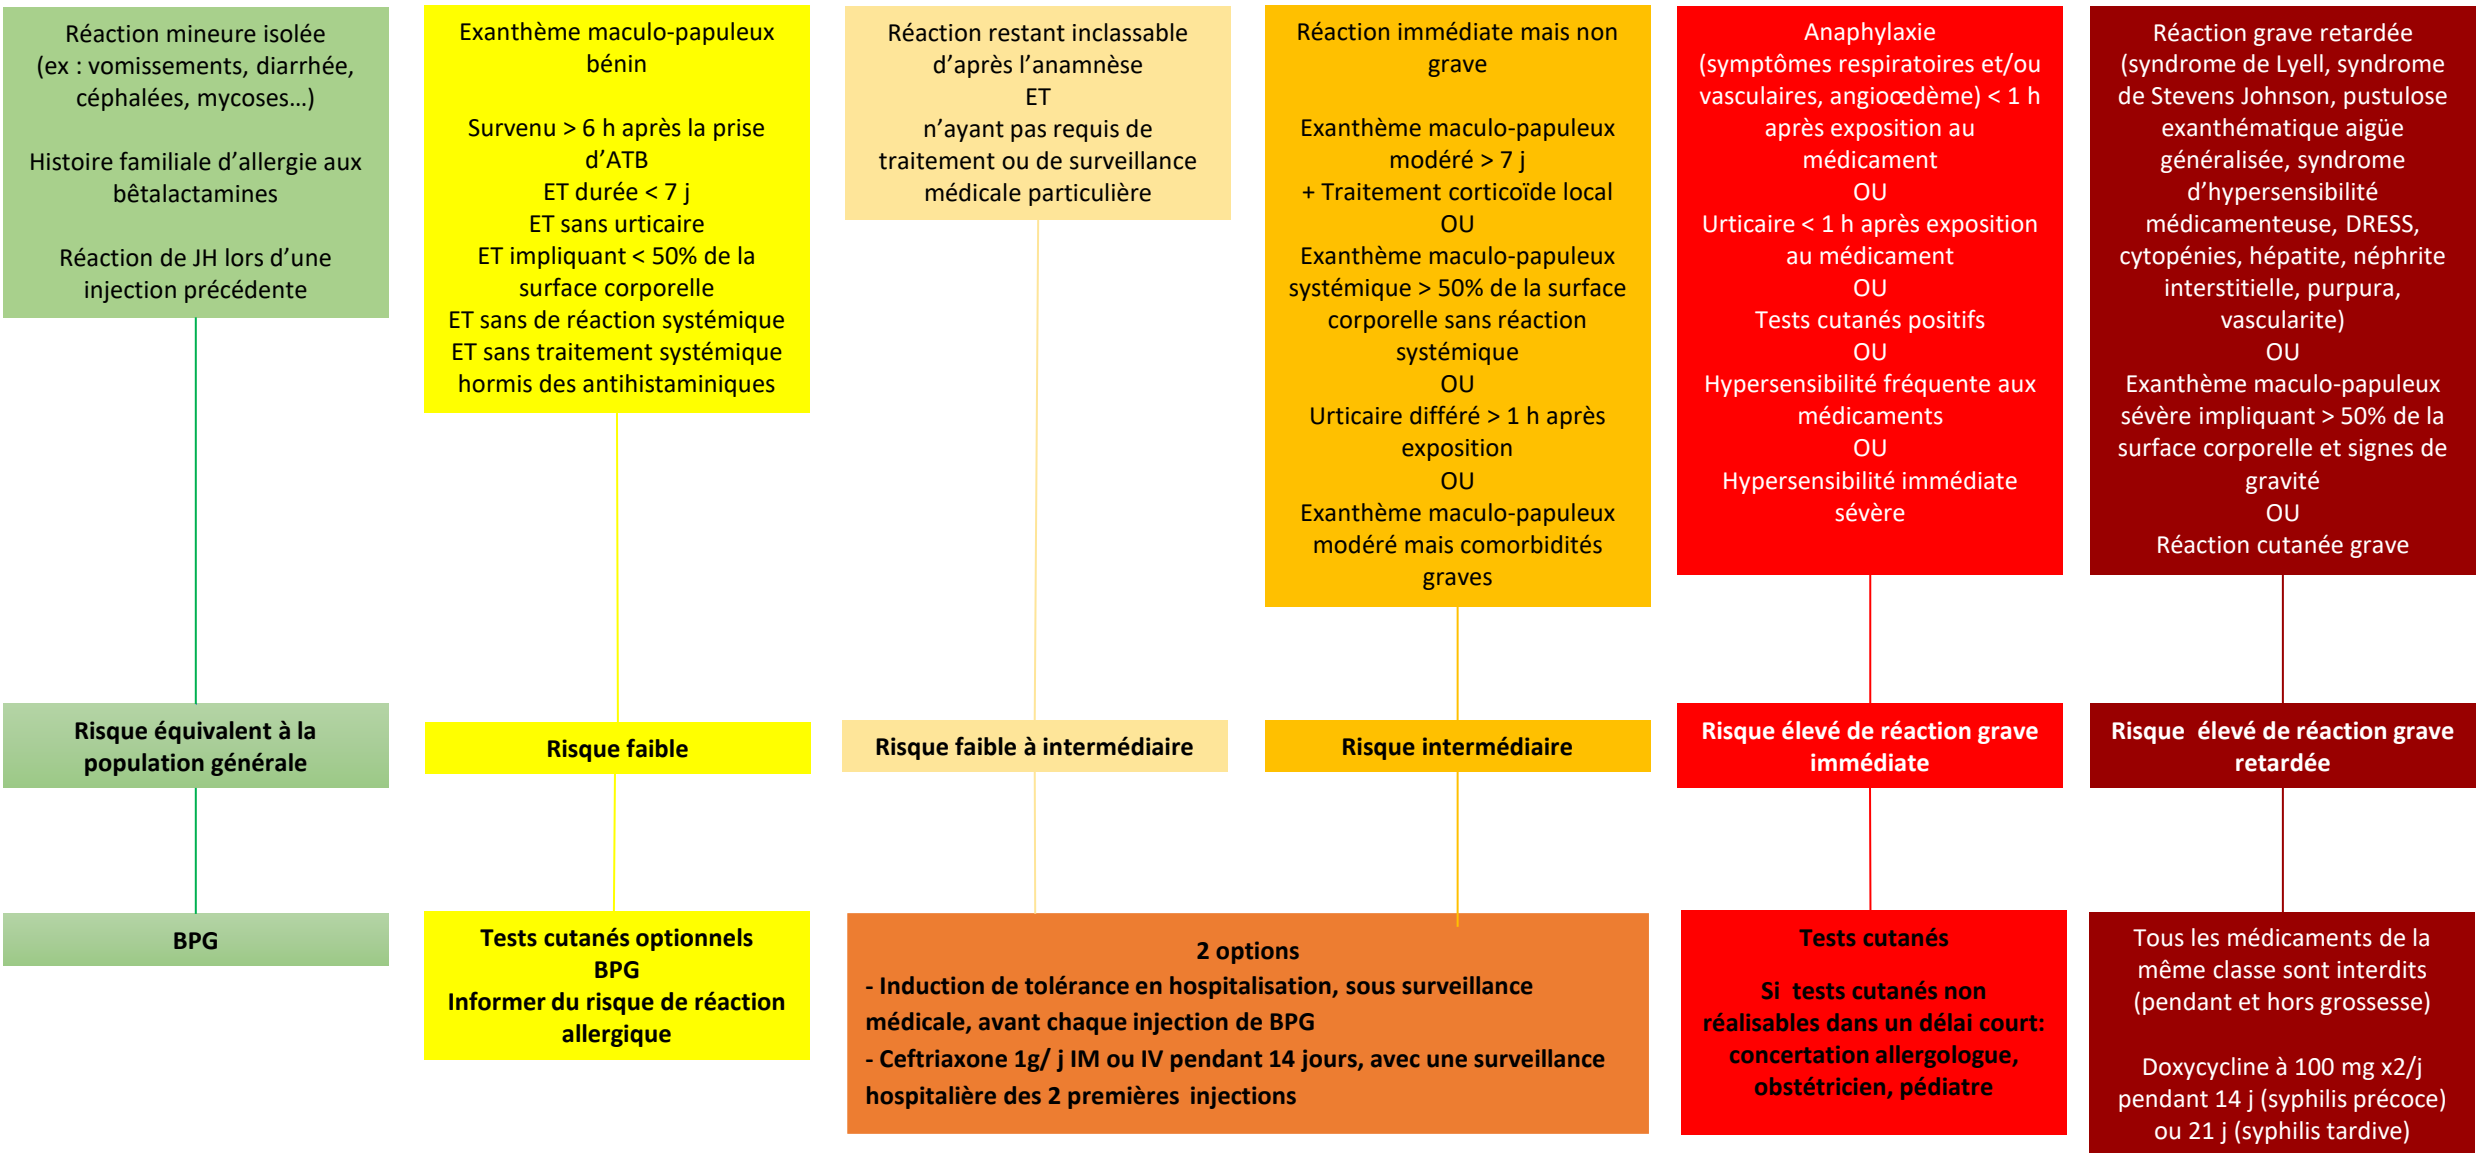 Réaction mineure isolée
(ex : vomissements, diarrhée,
céphalées, mycoses…)
Histoire familiale d’allergie aux
bêtalactamines
Réaction de JH lors d’une
injection précédente
Exanthème maculo-papuleux
bénin
Survenu > 6 h après la prise
d’ATB
ET durée < 7 j
ET sans urticaire
ET impliquant < 50% de la
surface corporelle
ET sans de réaction systémique
ET sans traitement systémique
hormis des antihistaminiques
Réaction restant inclassable
d’après l’anamnèse
ET
n’ayant pas requis de
traitement ou de surveillance
médicale particulière
Réaction immédiate mais non
grave
Exanthème maculo-papuleux
modéré > 7 j
+ Traitement corticoïde local
OU
Exanthème maculo-papuleux
systémique > 50% de la surface
corporelle sans réaction
systémique
OU
Urticaire différé > 1 h après
exposition
OU
Exanthème maculo-papuleux
modéré mais comorbidités
graves
Anaphylaxie
(symptômes respiratoires et/ou
vasculaires, angioœdème) < 1 h
après exposition au
médicament
OU
Urticaire < 1 h après exposition
au médicament
OU
Tests cutanés positifs
OU
Hypersensibilité fréquente aux
médicaments
OU
Hypersensibilité immédiate
sévère
Réaction grave retardée
(syndrome de Lyell, syndrome
de Stevens Johnson, pustulose
exanthématique aigüe
généralisée, syndrome
d’hypersensibilité
médicamenteuse, DRESS,
cytopénies, hépatite, néphrite
interstitielle, purpura,
vascularite)
OU
Exanthème maculo-papuleux
sévère impliquant > 50% de la
surface corporelle et signes de
gravité
OU
Réaction cutanée grave
Risque équivalent à la
population générale
Risque faible
Risque faible à intermédiaire
Risque intermédiaire
Risque élevé de réaction grave
immédiate
Risque élevé de réaction grave
retardée
BPG
Tests cutanés optionnels
BPG
Informer du risque de réaction
allergique
2 options
- Induction de tolérance en hospitalisation, sous surveillance
médicale, avant chaque injection de BPG
- Ceftriaxone 1g/ j IM ou IV pendant 14 jours, avec une surveillance
hospitalière des 2 premières injections
Tests cutanés
Si tests cutanés non
réalisables dans un délai court:
concertation allergologue,
obstétricien, pédiatre
Tous les médicaments de la
même classe sont interdits
(pendant et hors grossesse)
Doxycycline à 100 mg x2/j
pendant 14 j (syphilis précoce)
ou 21 j (syphilis tardive)